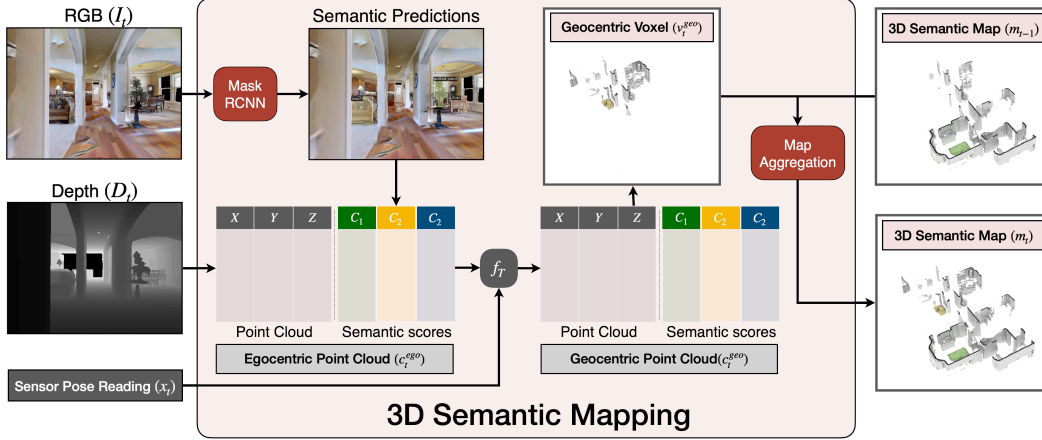 RGB (I_t)
Semantic Predictions
Geocentric Voxel (v_t^{geo})
3D Semantic Map (m_{t-1})
Mask
RCNN
Map
Aggregation
Depth (D_t)
X Y Z C_1 C_2 C_2
X Y Z C_1 C_2 C_2
3D Semantic Map (m_t)
f_T
Point Cloud Semantic scores
Point Cloud Semantic scores
Egocentric Point Cloud (c_t^{ego})
Geocentric Point Cloud(c_t^{geo})
Sensor Pose Reading (x_t)
3D Semantic Mapping